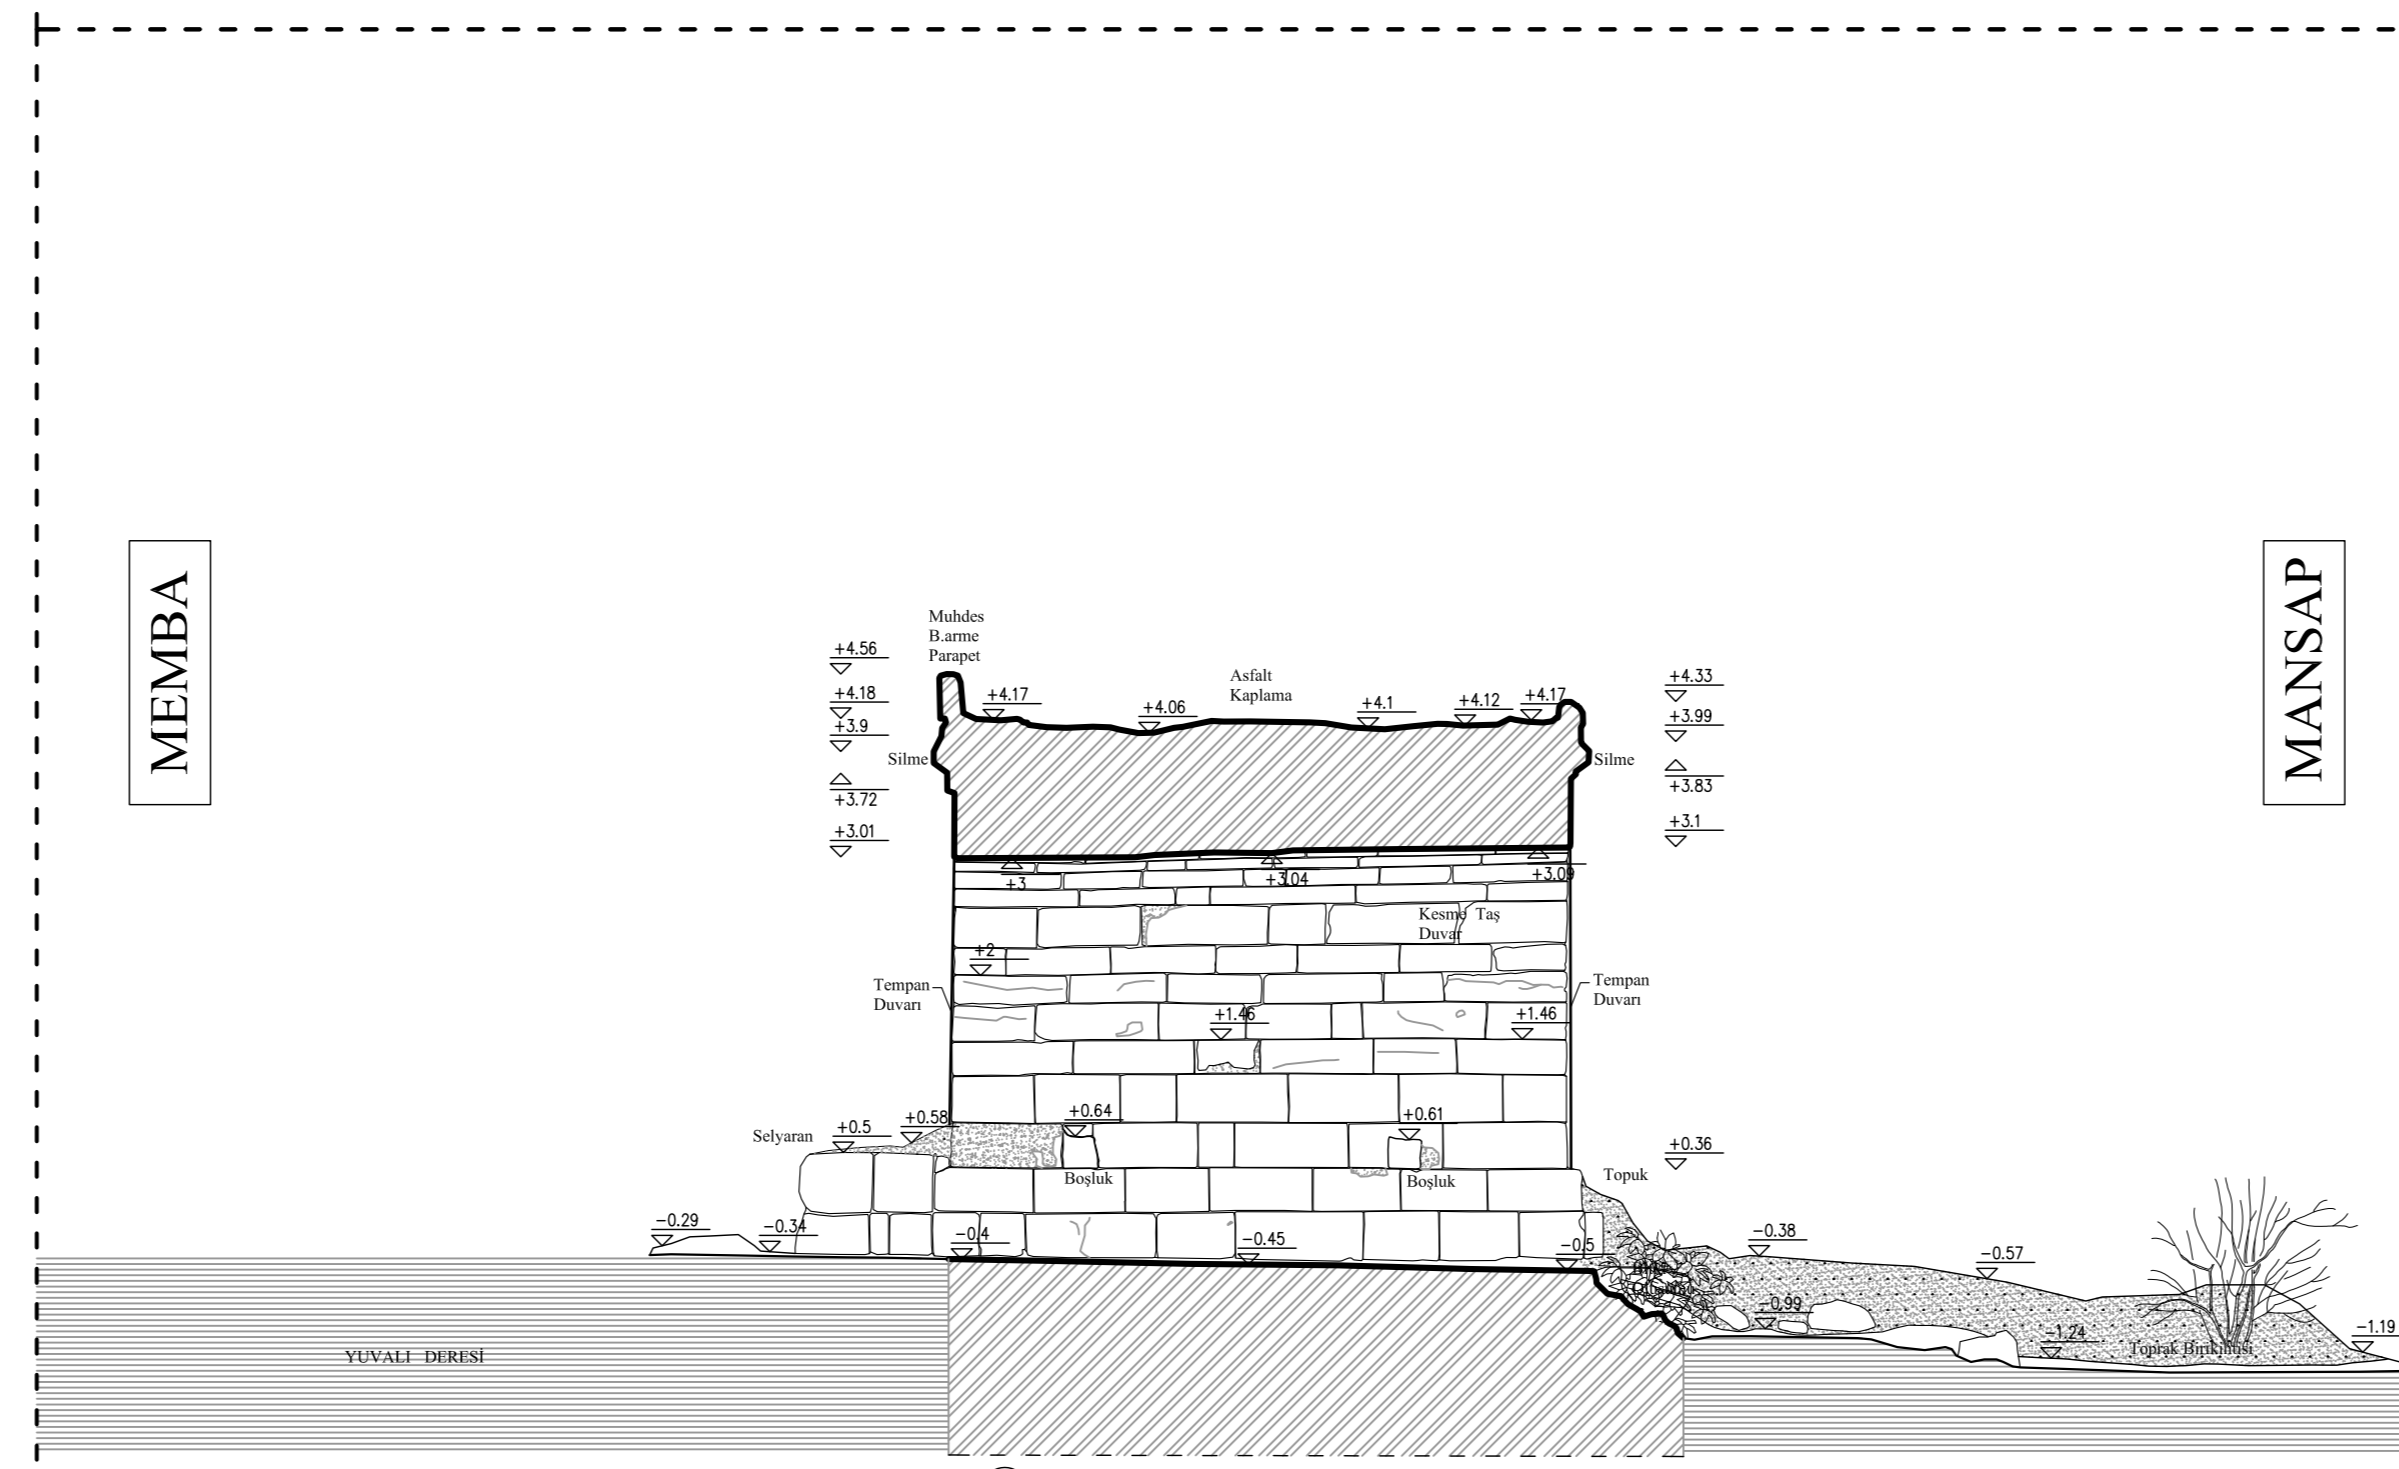 MEMBA
MANSAP
Muhdes
B.arme
Parapet
+4.56
+4.18
+3.9
+3.72
+3.01
Silme
+4.17
+4.06
Asfalt
Kaplama
+4.1
+4.12
+4.17
+4.33
+3.99
Silme
+3.83
+3.1
+3
+3.04
+3.09
Kesme Taş
Duvar
+2
Tempan
Duvarı
Tempan
Duvarı
+1.46
+1.46
Selyaran
+0.5
+0.58
+0.64
+0.61
Boşluk
Boşluk
+0.36
Topuk
-0.29
-0.34
-0.4
-0.45
-0.5
-0.38
-0.57
-0.99
-1.24
-1.19
Toprak Birikintisi
YUVALI DERESİ